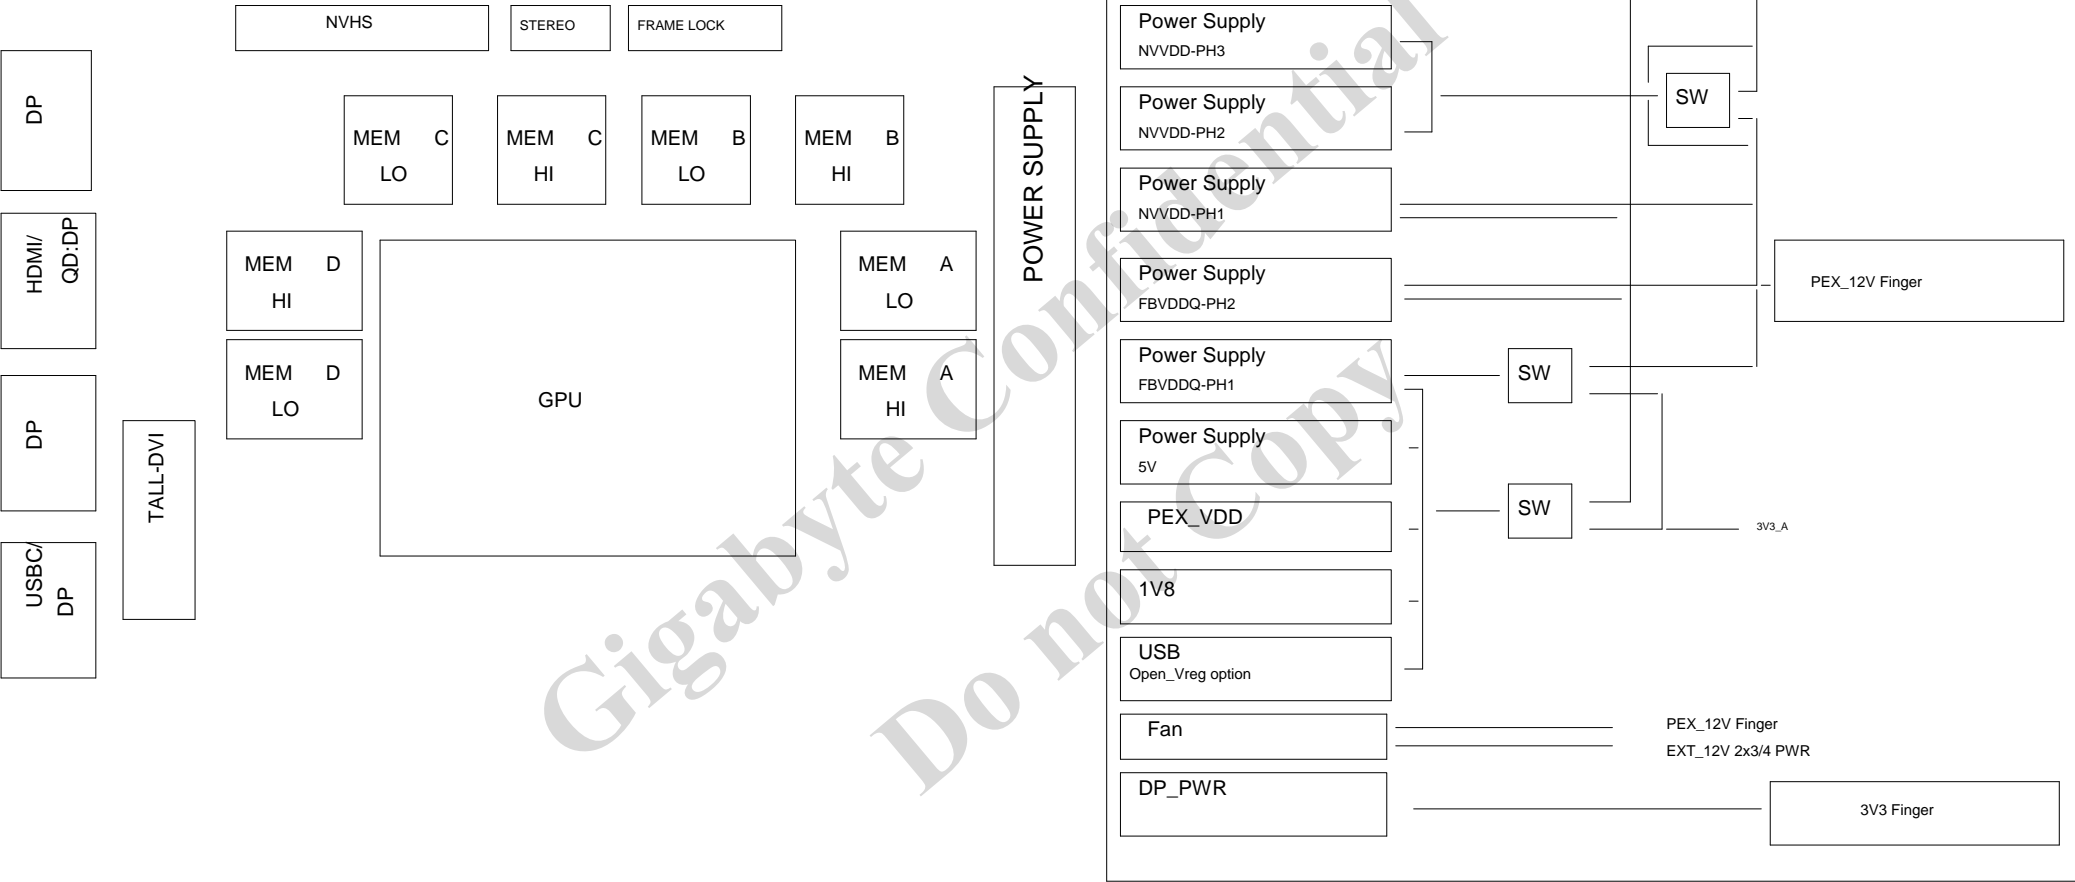 NVHS
STEREO
FRAME LOCK
DP
HDMI/
QD:DP
DP
USBC/
DP
TALL-DVI
MEM C
LO
MEM C
HI
MEM B
LO
MEM B
HI
MEM D
HI
MEM D
LO
GPU
MEM A
LO
MEM A
HI
POWER SUPPLY
Power Supply
NVVDD-PH3
Power Supply
NVVDD-PH2
Power Supply
NVVDD-PH1
Power Supply
FBVDDQ-PH2
Power Supply
FBVDDQ-PH1
Power Supply
5V
PEX_VDD
1V8
USB
Open_Vreg option
Fan
DP_PWR
SW
SW
SW
PEX_12V Finger
3V3_A
PEX_12V Finger
EXT_12V 2x3/4 PWR
3V3 Finger
Gigabyte Confidential
Do not Copy